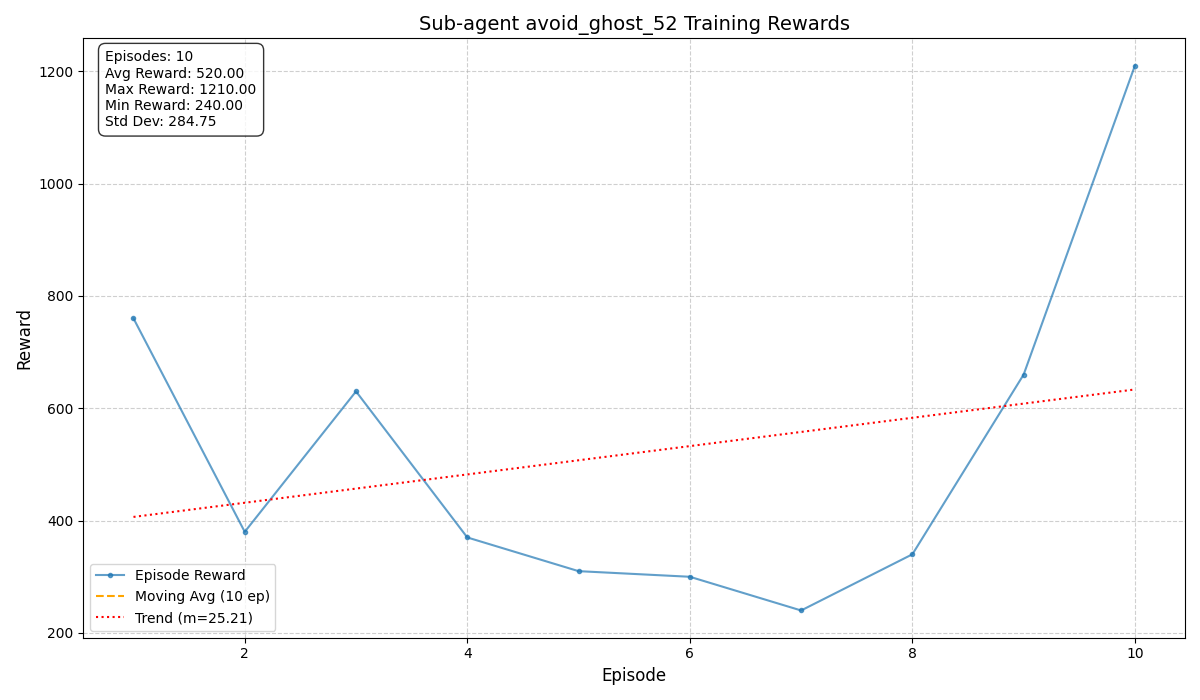 Sub-agent avoid_ghost_52 Training Rewards
Episodes: 10
Avg Reward: 520.00
Max Reward: 1210.00
Min Reward: 240.00
Std Dev: 284.75
1200
1000
800
600
400
200
Reward
Episode Reward
Moving Avg (10 ep)
Trend (m=25.21)
2 4 6 8 10
Episode